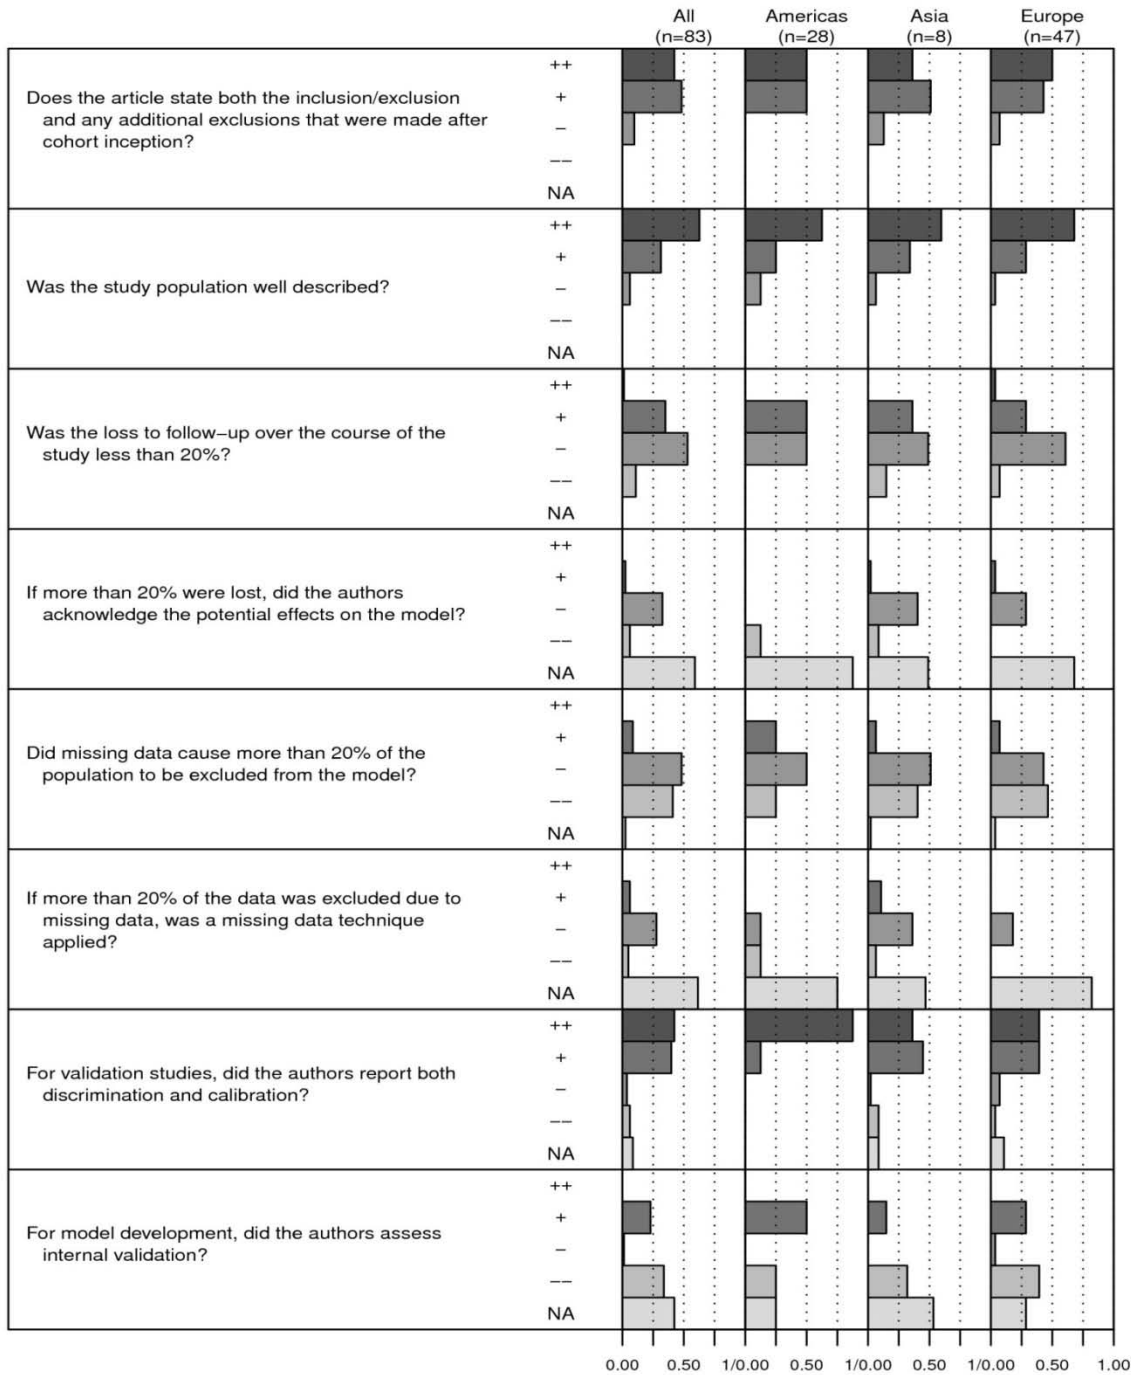 All Americas Asia Europe
(n=83) (n=28) (n=8) (n=47)
++
Does the article state both the inclusion/exclusion
+
and any additional exclusions that were made after
−
cohort inception?
−−
NA
++
+
Was the study population well described?
−
−−
NA
++
+
Was the loss to follow−up over the course of the
−
study less than 20%?
−−
NA
++
+
If more than 20% were lost, did the authors
−
acknowledge the potential effects on the model?
−−
NA
++
+
Did missing data cause more than 20% of the
−
population to be excluded from the model?
−−
NA
++
If more than 20% of the data was excluded due to
+
missing data, was a missing data technique
−
applied?
−−
NA
++
+
For validation studies, did the authors report both
−
discrimination and calibration?
−−
NA
++
+
For model development, did the authors assess
−
internal validation?
−−
NA
0.00 0.50 1/0.00 0.50 1/0.00 0.50 1/0.00 0.50 1.00